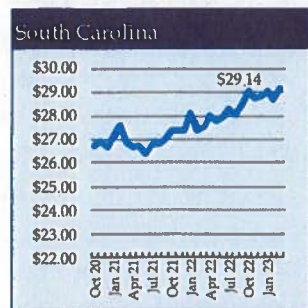 South Carolina
$30.00
$29.00
$28.00
$27.00
$26.00
$25.00
$24.00
$23.00
$22.00
$29.14
Oct 20
Jan 21
Apr 21
Jul 21
Oct 21
Jan 22
Apr 22
Jul 22
Oct 22
Jan 23